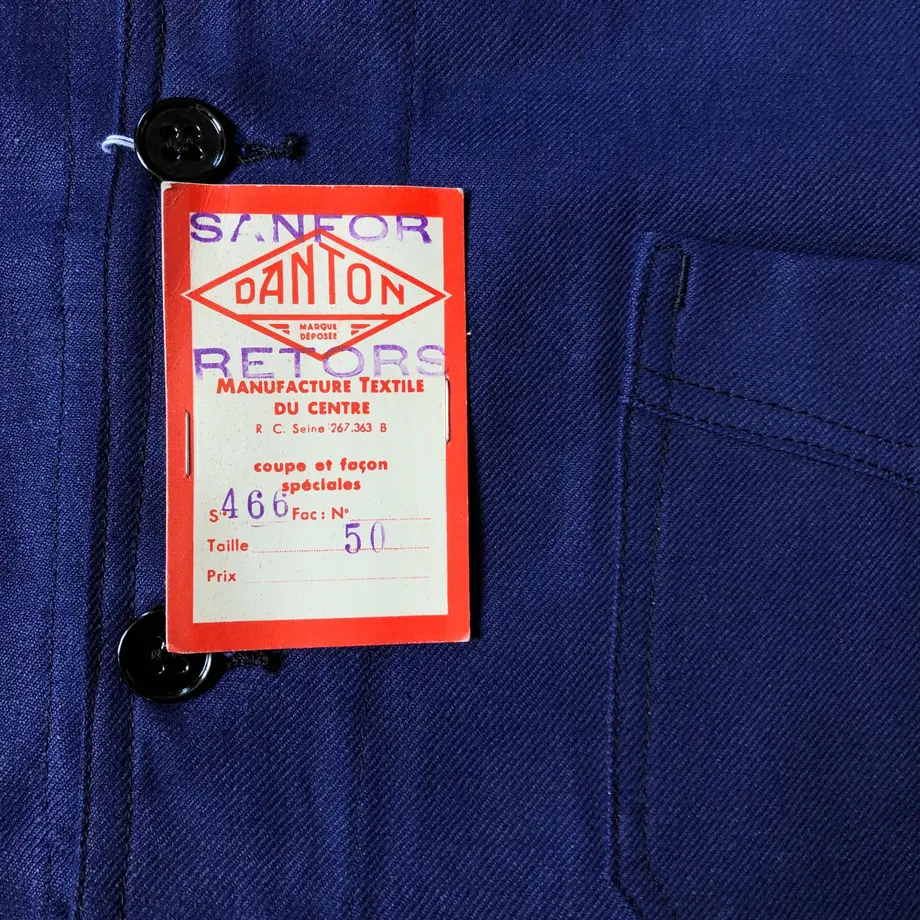 SANFOR
DANTON
MARQUE
DÉPOSÉE
RETORS
MANUFACTURE TEXTILE
DU CENTRE
R. C. Seine 267.363 B
coupe et façon
spéciales
S° 466 Fac: N°
Taille 50
Prix